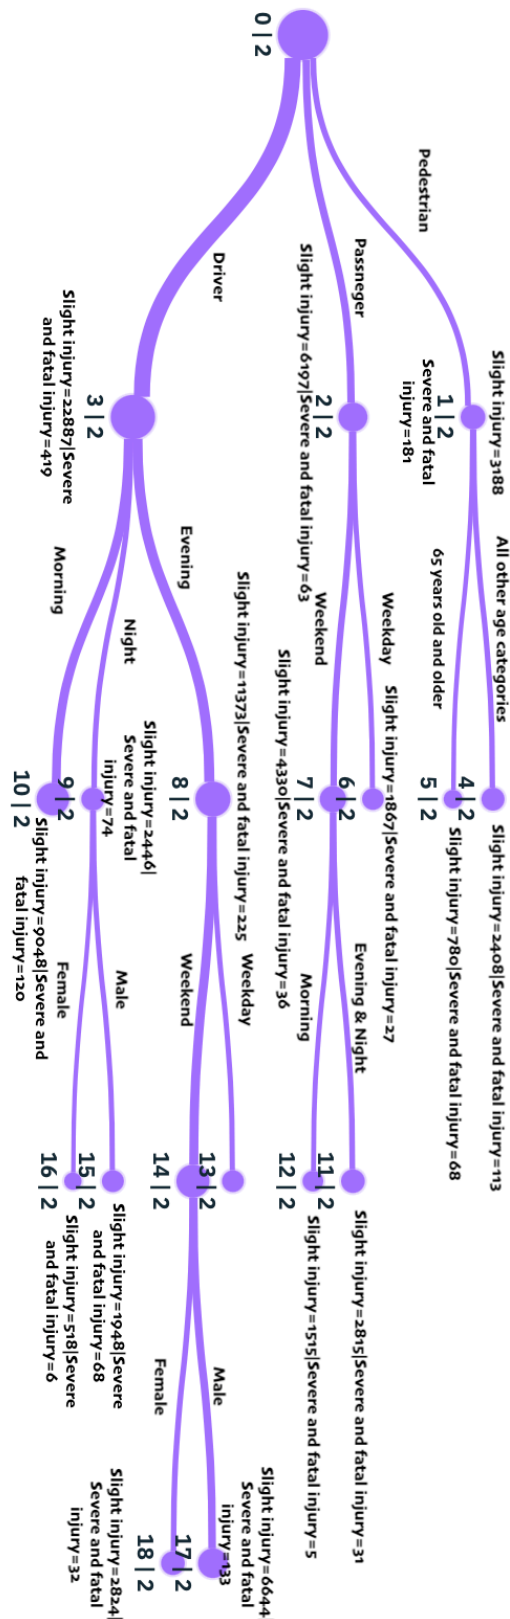 0 | 2
Pedestrian
Passneger
Driver
Slight injury=3188
1 | 2
Severe and fatal
injury=181
2 | 2
Slight injury=6197|Severe and fatal injury=63
3 | 2
Slight injury=22887|Severe
and fatal injury=419
All other age categories
65 years old and older
Weekday
Weekend
Evening
Night
Morning
Slight injury=2408|Severe and fatal injury=113
4 | 2
Slight injury=780|Severe and fatal injury=68
5 | 2
Slight injury=1867|Severe and fatal injury=27
6 | 2
7 | 2
Slight injury=4330|Severe and fatal injury=36
Slight injury=11373|Severe and fatal injury=225
8 | 2
Slight injury=2446|
Severe and fatal
injury=74
9 | 2
Slight injury=9048|Severe and
fatal injury=120
10 | 2
Evening & Night
Morning
Weekday
Weekend
Male
Female
Slight injury=2815|Severe and fatal injury=31
11 | 2
Slight injury=1515|Severe and fatal injury=5
12 | 2
13 | 2
14 | 2
Slight injury=1948|Severe
and fatal injury=68
15 | 2
Slight injury=518|Severe
and fatal injury=6
16 | 2
Male
Female
Slight injury=6644|
Severe and fatal
injury=133
17 | 2
18 | 2
Slight injury=2824|
Severe and fatal
injury=32